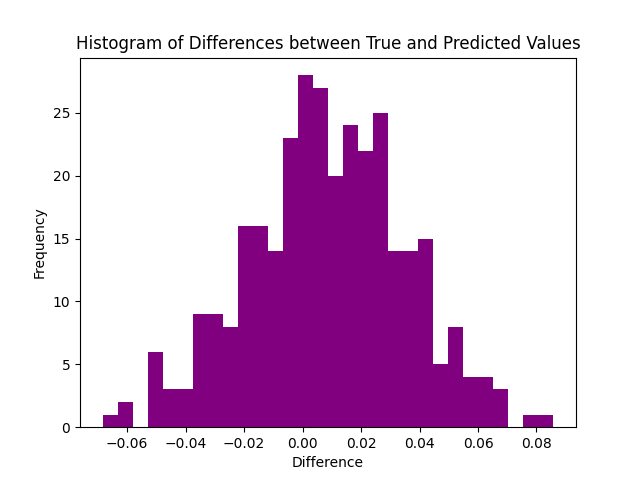 Histogram of Differences between True and Predicted Values
25
20
15
10
5
0
Frequency
−0.06 −0.04 −0.02 0.00 0.02 0.04 0.06 0.08
Difference